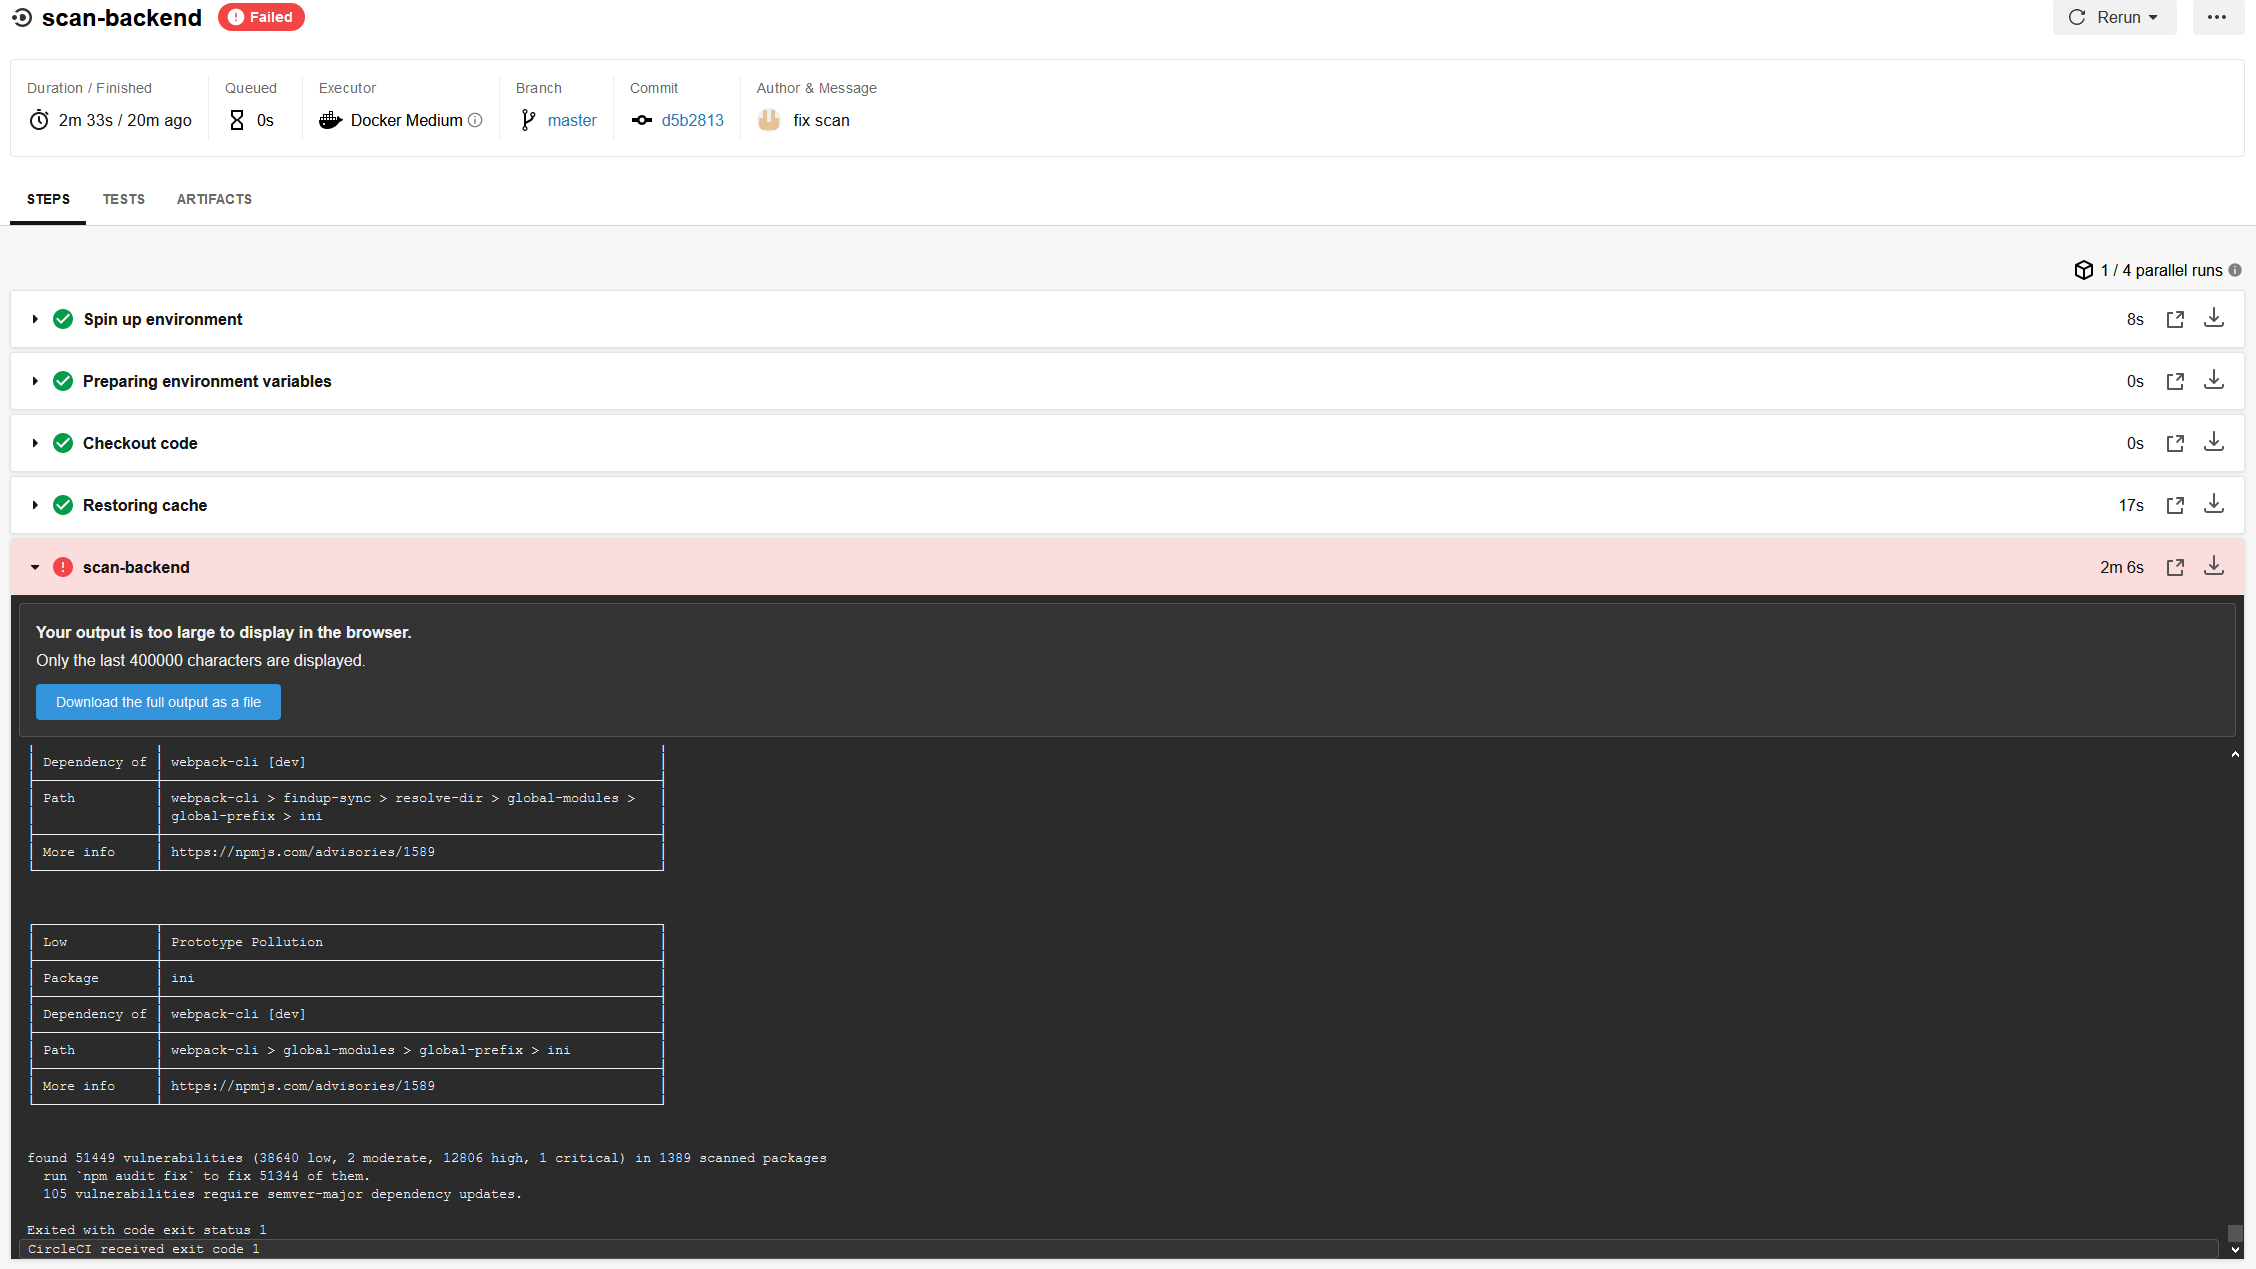 scan-backend
Failed
Rerun
Duration / Finished
Queued
Executor
Branch
Commit
Author & Message
2m 33s / 20m ago
0s
Docker Medium
master
d5b2813
fix scan
STEPS
TESTS
ARTIFACTS
1 / 4 parallel runs
Spin up environment
8s
Preparing environment variables
0s
Checkout code
0s
Restoring cache
17s
scan-backend
2m 6s
Your output is too large to display in the browser.
Only the last 400000 characters are displayed.
Download the full output as a file
Dependency of webpack-cli [dev]
Path webpack-cli > findup-sync > resolve-dir > global-modules >
global-prefix > ini
More info https://npmjs.com/advisories/1589
Low Prototype Pollution
Package ini
Dependency of webpack-cli [dev]
Path webpack-cli > global-modules > global-prefix > ini
More info https://npmjs.com/advisories/1589
found 51449 vulnerabilities (38640 low, 2 moderate, 12806 high, 1 critical) in 1389 scanned packages
run `npm audit fix` to fix 51344 of them.
105 vulnerabilities require semver-major dependency updates.
Exited with code exit status 1
CircleCI received exit code 1